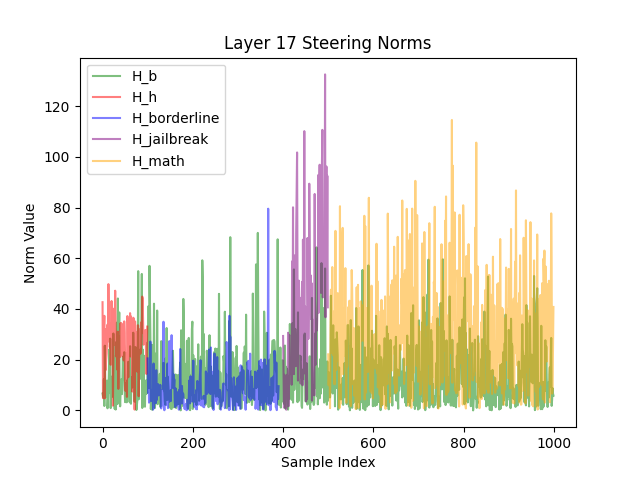 Layer 17 Steering Norms
H_b
H_h
H_borderline
H_jailbreak
H_math
Norm Value
120
100
80
60
40
20
0
0 200 400 600 800 1000
Sample Index